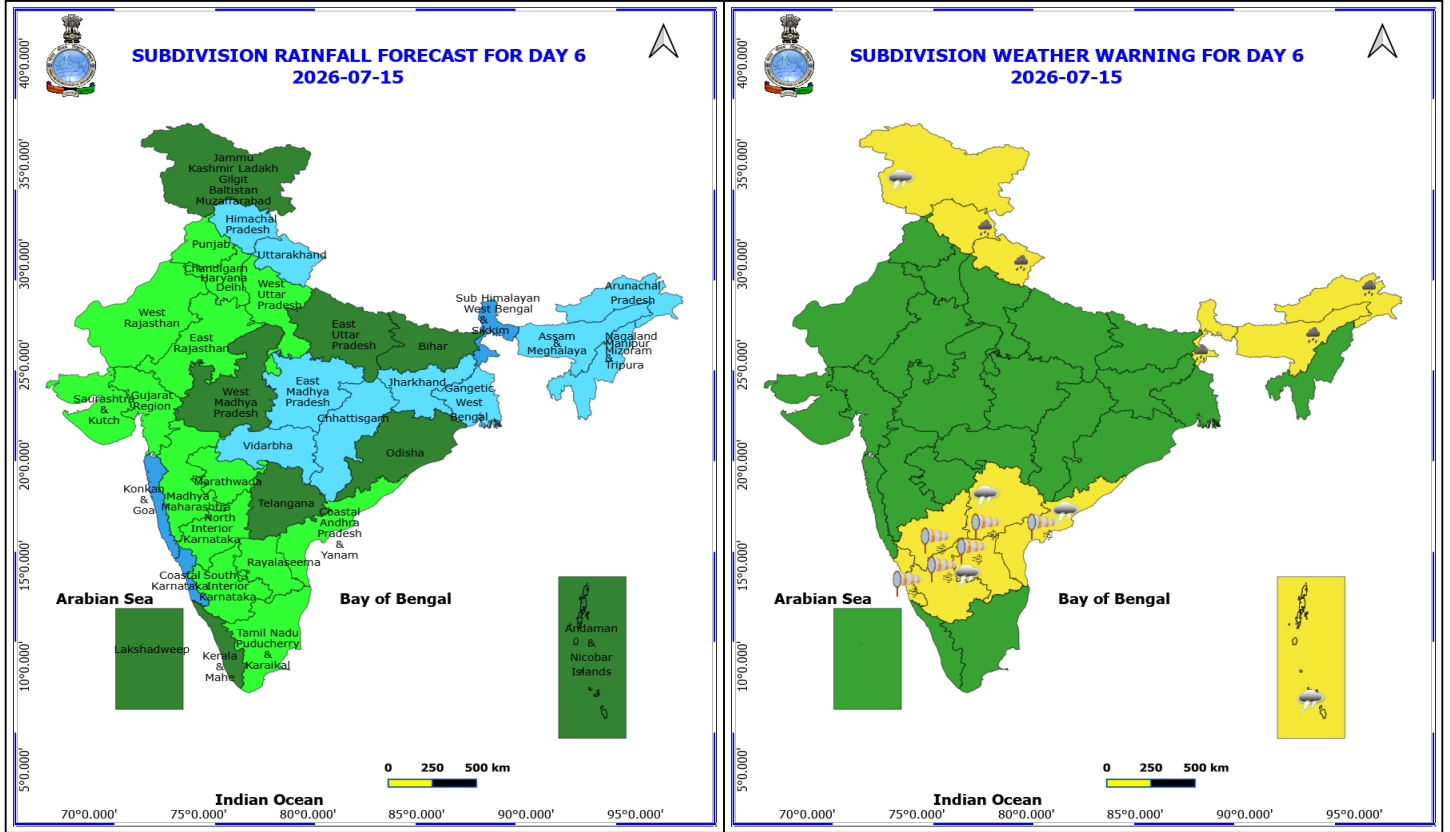 SUBDIVISION RAINFALL FORECAST FOR DAY 6
2026-07-15
40°0.000'
35°0.000'
30°0.000'
25°0.000'
20°0.000'
15°0.000'
10°0.000'
5°0.000'
Jammu
Kashmir Ladakh
Gilgit
Baltistan
Muzaffarabad
Himachal
Pradesh
Punjab
Uttarakhand
Chandigarh
Haryana
Delhi
West
Uttar
Pradesh
West
Rajasthan
East
Rajasthan
East
Uttar
Pradesh
Bihar
Sub Himalayan
West Bengal
&
Sikkim
Arunachal
Pradesh
Assam
&
Meghalaya
Nagaland
Manipur
Mizoram
&
Tripura
Saurashtra
&
Kutch
Gujarat
Region
West
Madhya
Pradesh
East
Madhya
Pradesh
Jharkhand
Gangetic
West
Bengal
Chhattisgarh
Vidarbha
Odisha
Konkan
&
Goa
Madhya
Maharashtra
Marathwada
Telangana
North
Interior
Karnataka
Coastal
Andhra
Pradesh
&
Yanam
Rayalaseema
Coastal
Karnataka
South
Interior
Karnataka
Arabian Sea
Bay of Bengal
Lakshadweep
Kerala
&
Mahe
Tamil Nadu
Puducherry
&
Karaikal
Andaman
&
Nicobar
Islands
0 250 500 km
Indian Ocean
70°0.000' 75°0.000' 80°0.000' 85°0.000' 90°0.000' 95°0.000'
SUBDIVISION WEATHER WARNING FOR DAY 6
2026-07-15
40°0.000'
35°0.000'
30°0.000'
25°0.000'
20°0.000'
15°0.000'
10°0.000'
5°0.000'
Arabian Sea
Bay of Bengal
0 250 500 km
Indian Ocean
70°0.000' 75°0.000' 80°0.000' 85°0.000' 90°0.000' 95°0.000'